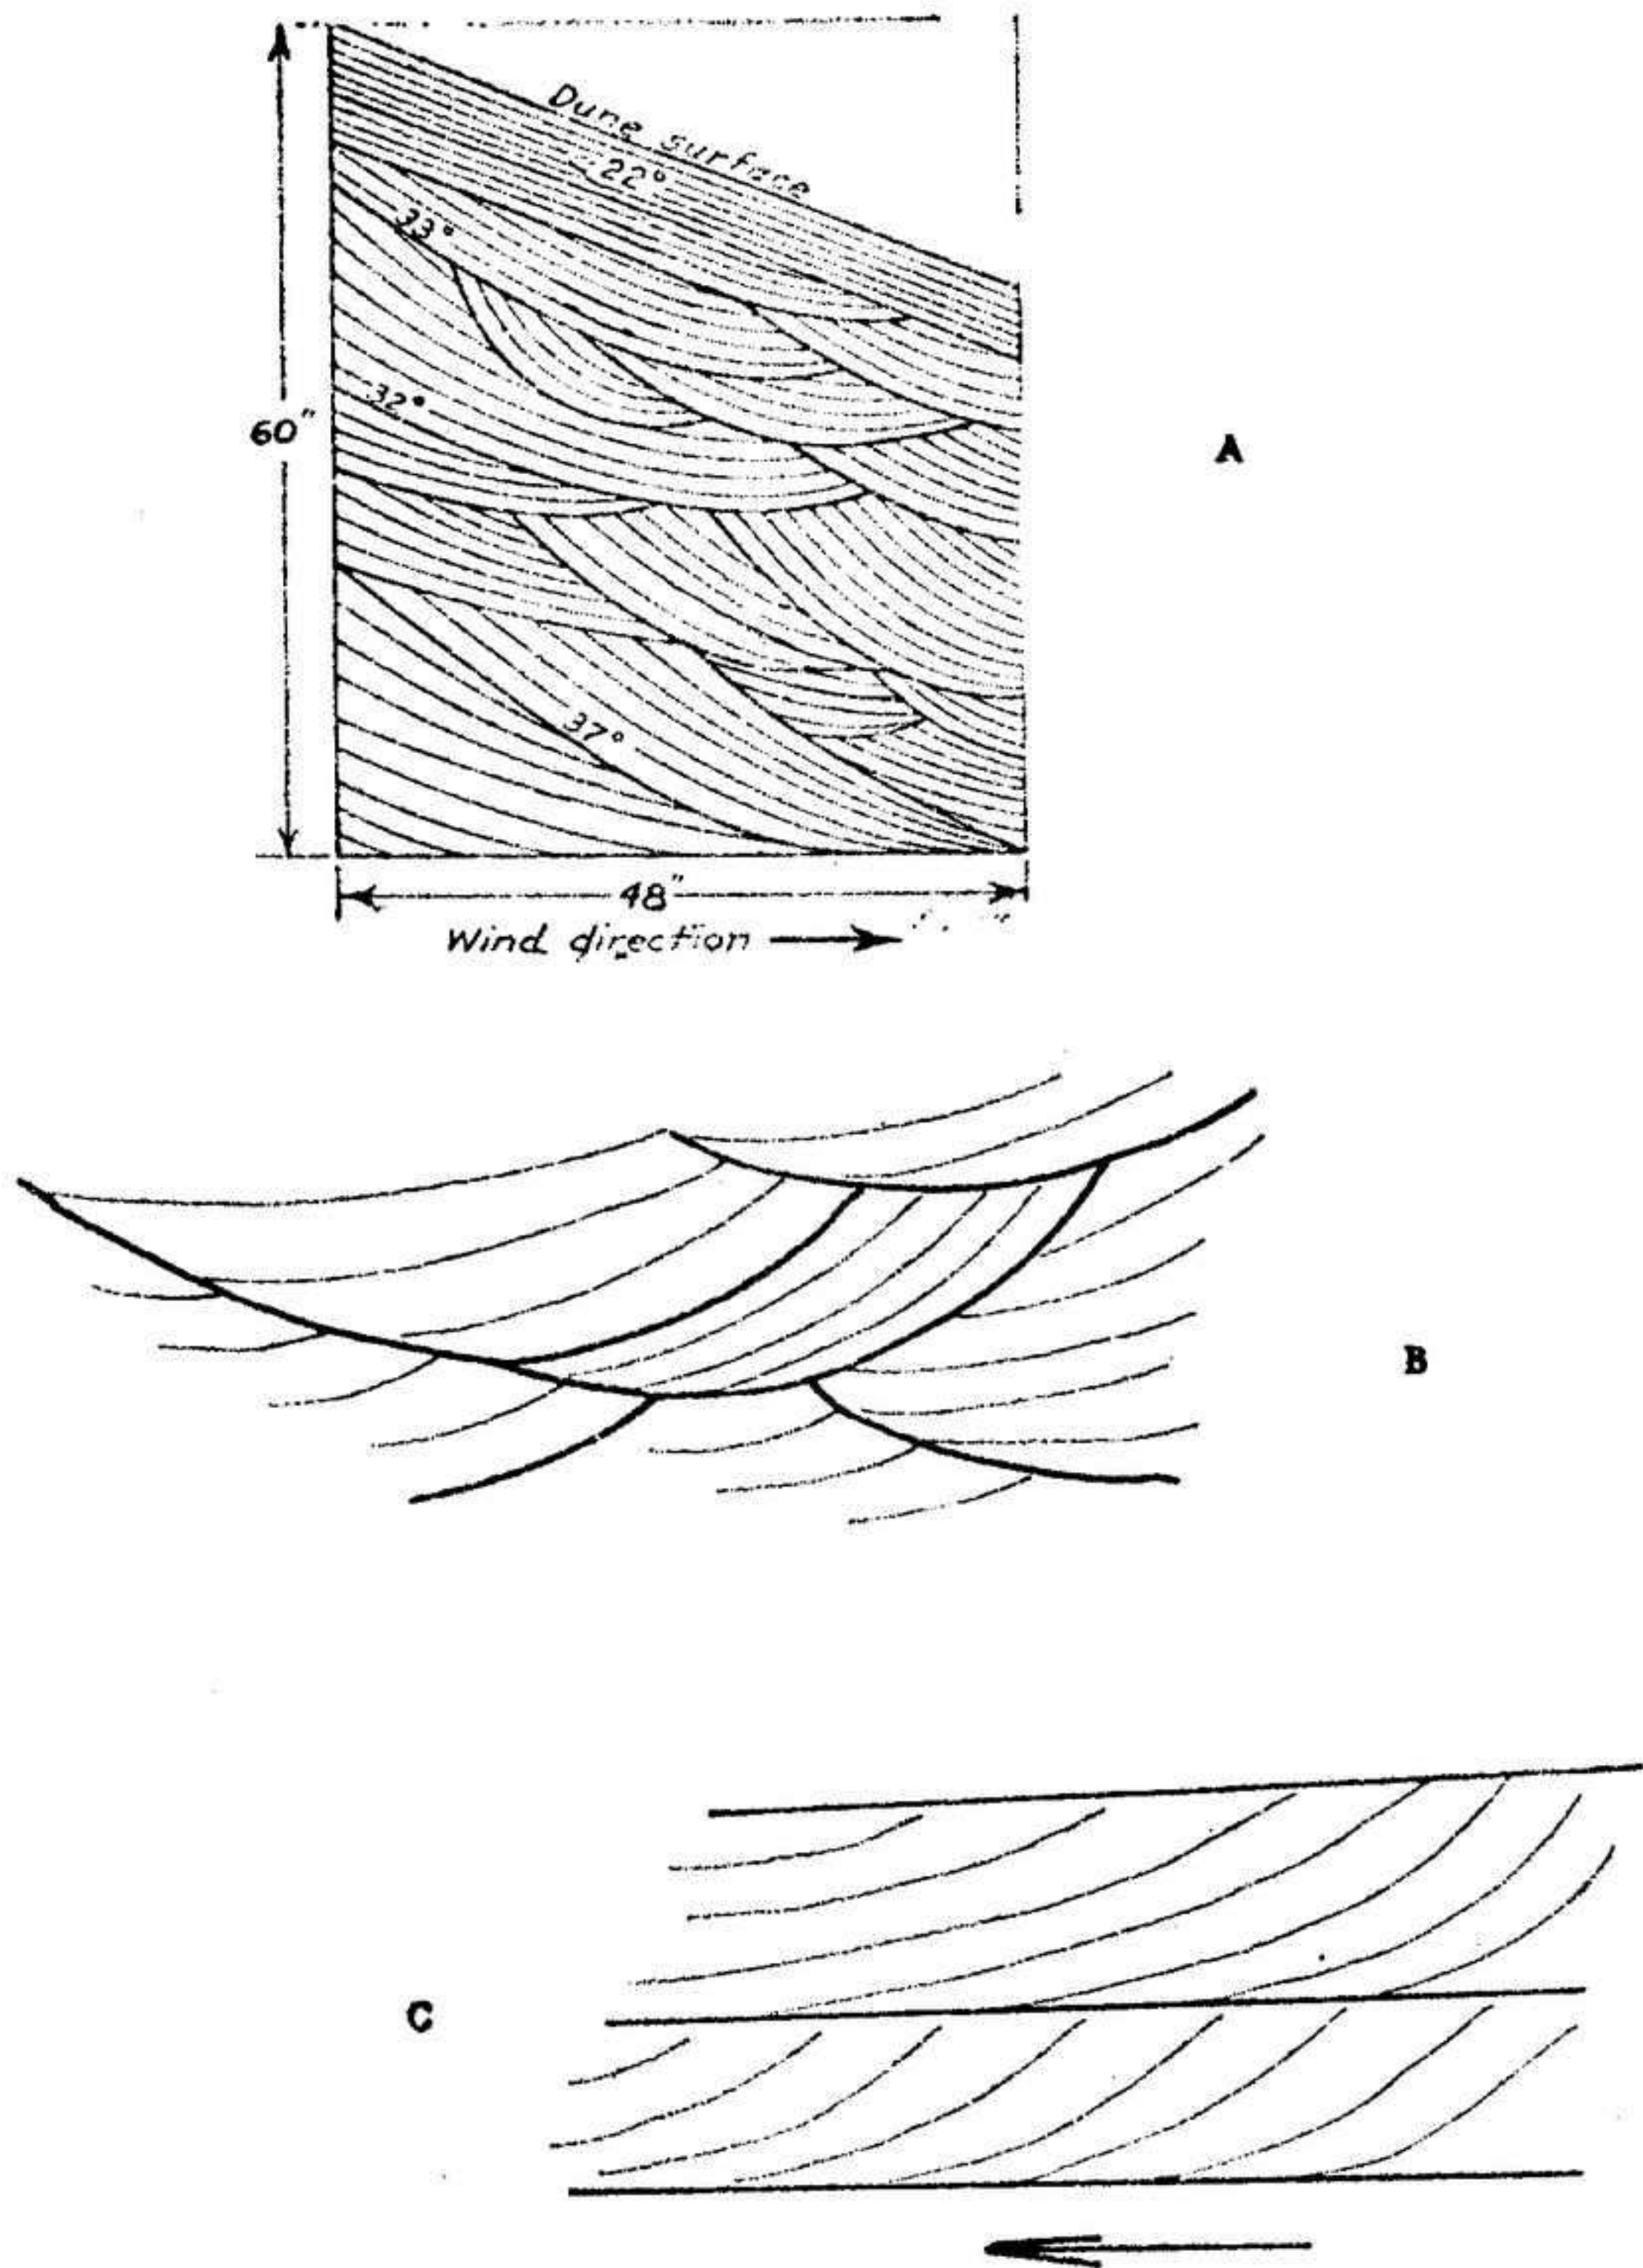 Dune surface
22°
33°
32°
60"
A
37°
48"
Wind direction
B
C